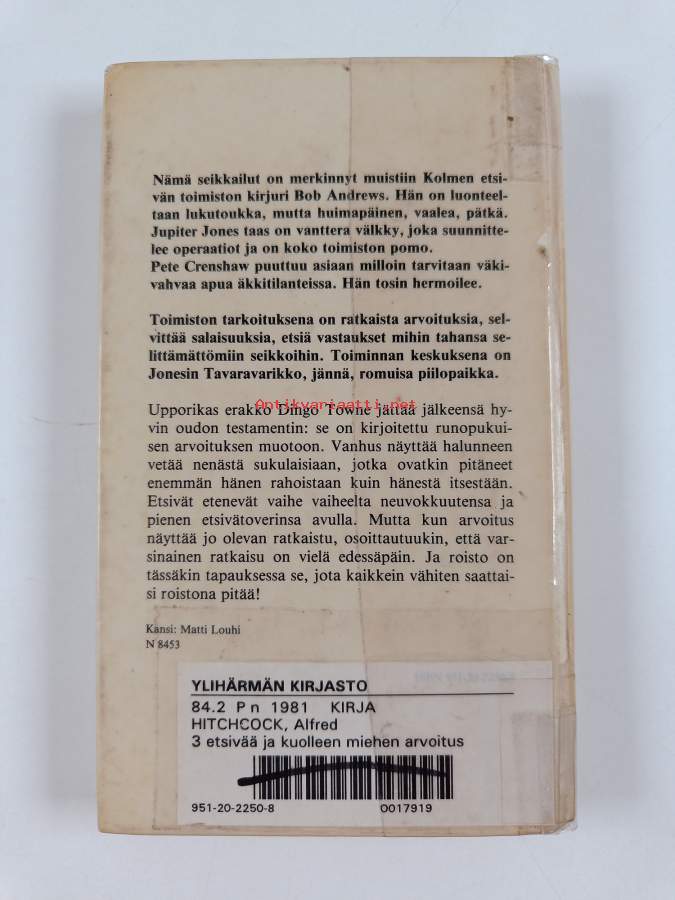 Nämä seikkailut on merkinnyt muistiin Kolmen etsi-
vän toimiston kirjuri Bob Andrews. Hän on luonteel-
taan lukutoukka, mutta huimapäinen, vaalea, pätkä.
Jupiter Jones taas on vanttera välkky, joka suunnitte-
lee operaatiot ja on koko toimiston pomo.
Pete Crenshaw puuttuu asiaan milloin tarvitaan väki-
vahvaa apua äkkitilanteissa. Hän tosin hermoilee.
Toimiston tarkoituksena on ratkaista arvoituksia, sel-
vittää salaisuuksia, etsiä vastaukset mihin tahansa se-
littämättömiin seikkoihin. Toiminnan keskuksena on
Jonesin Tavaravarikko, jännä, romuisa piilopaikka.
Antikvariaatti.net
Upporikas erakko Dingo Towne jättää jälkeensä hy-
vin oudon testamentin: se on kirjoitettu runopukui-
sen arvoituksen muotoon. Vanhus näyttää halunneen
vetää nenästä sukulaisiaan, jotka ovatkin pitäneet
enemmän hänen rahoistaan kuin hänestä itsestään.
Etsivät etenevät vaihe vaiheelta neuvokkuutensa ja
pienen etsivätoverinsa avulla. Mutta kun arvoitus
näyttää jo olevan ratkaistu, osoittautuukin, että var-
sinainen ratkaisu on vielä edessäpäin. Ja roisto on
tässäkin tapauksessa se, jota kaikkein vähiten saattai-
si roistona pitää!
Kansi: Matti Louhi
N 8453
YLIHÄRMÄN KIRJASTO
84.2 P n 1981 KIRJA
HITCHCOCK, Alfred
3 etsivää ja kuolleen miehen arvoitus
951-20-2250-8 0017919